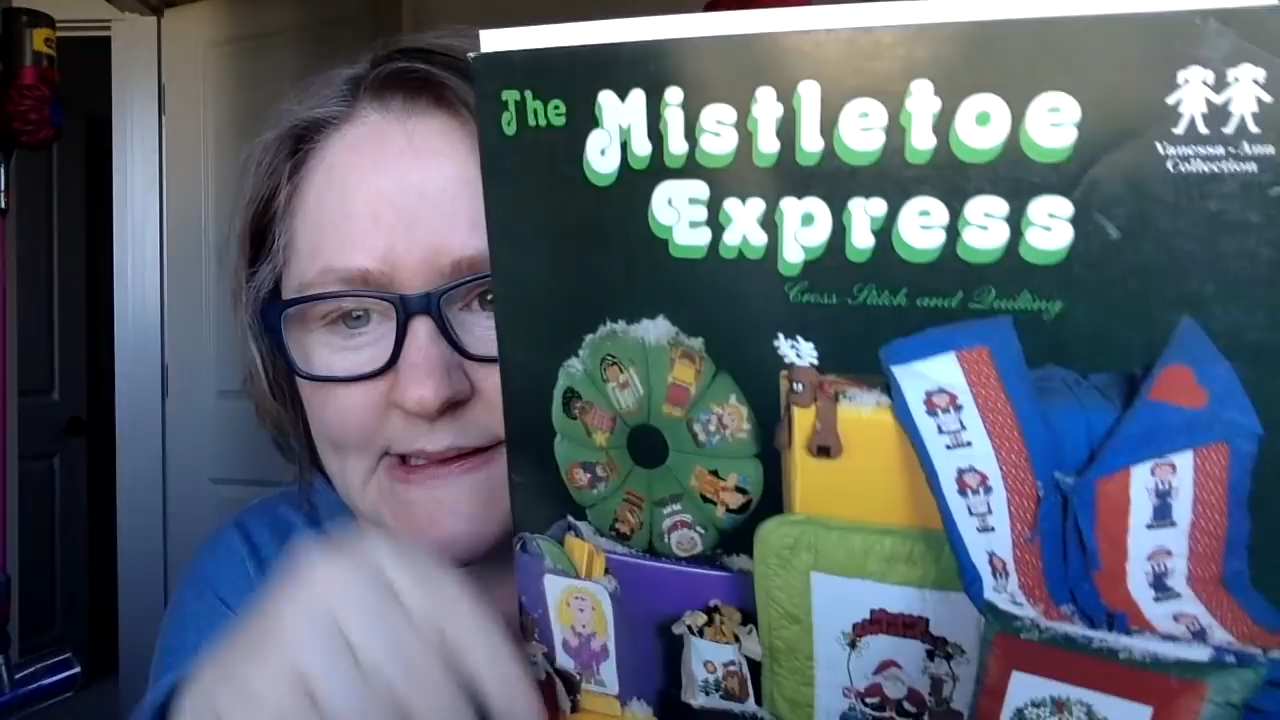 The
Mistletoe
Express
Cross Stitch and Quilting
Vanessa-Ann
Collection